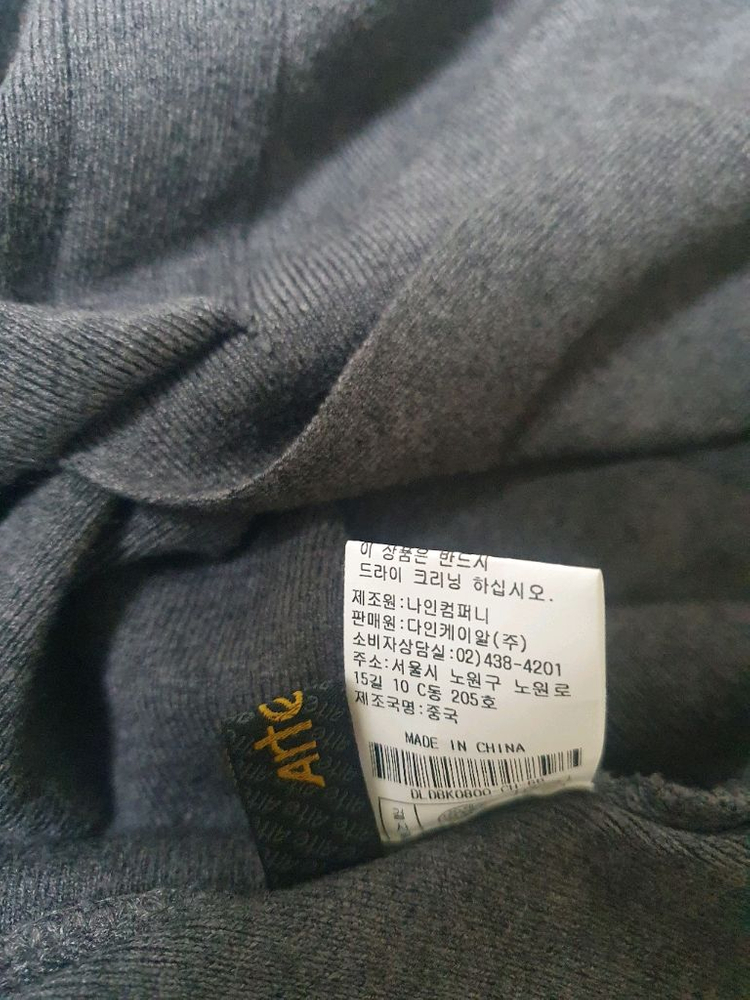 이 상품은 반드시
드라이 크리닝 하십시오.
제조원:나인컴퍼니
판매원:다인케이알(주)
소비자상담실:02)438-4201
주소:서울시 노원구 노원로
15길 10 C동 205호
제조국명:중국
MADE IN CHINA
DLDBK0800
Alte